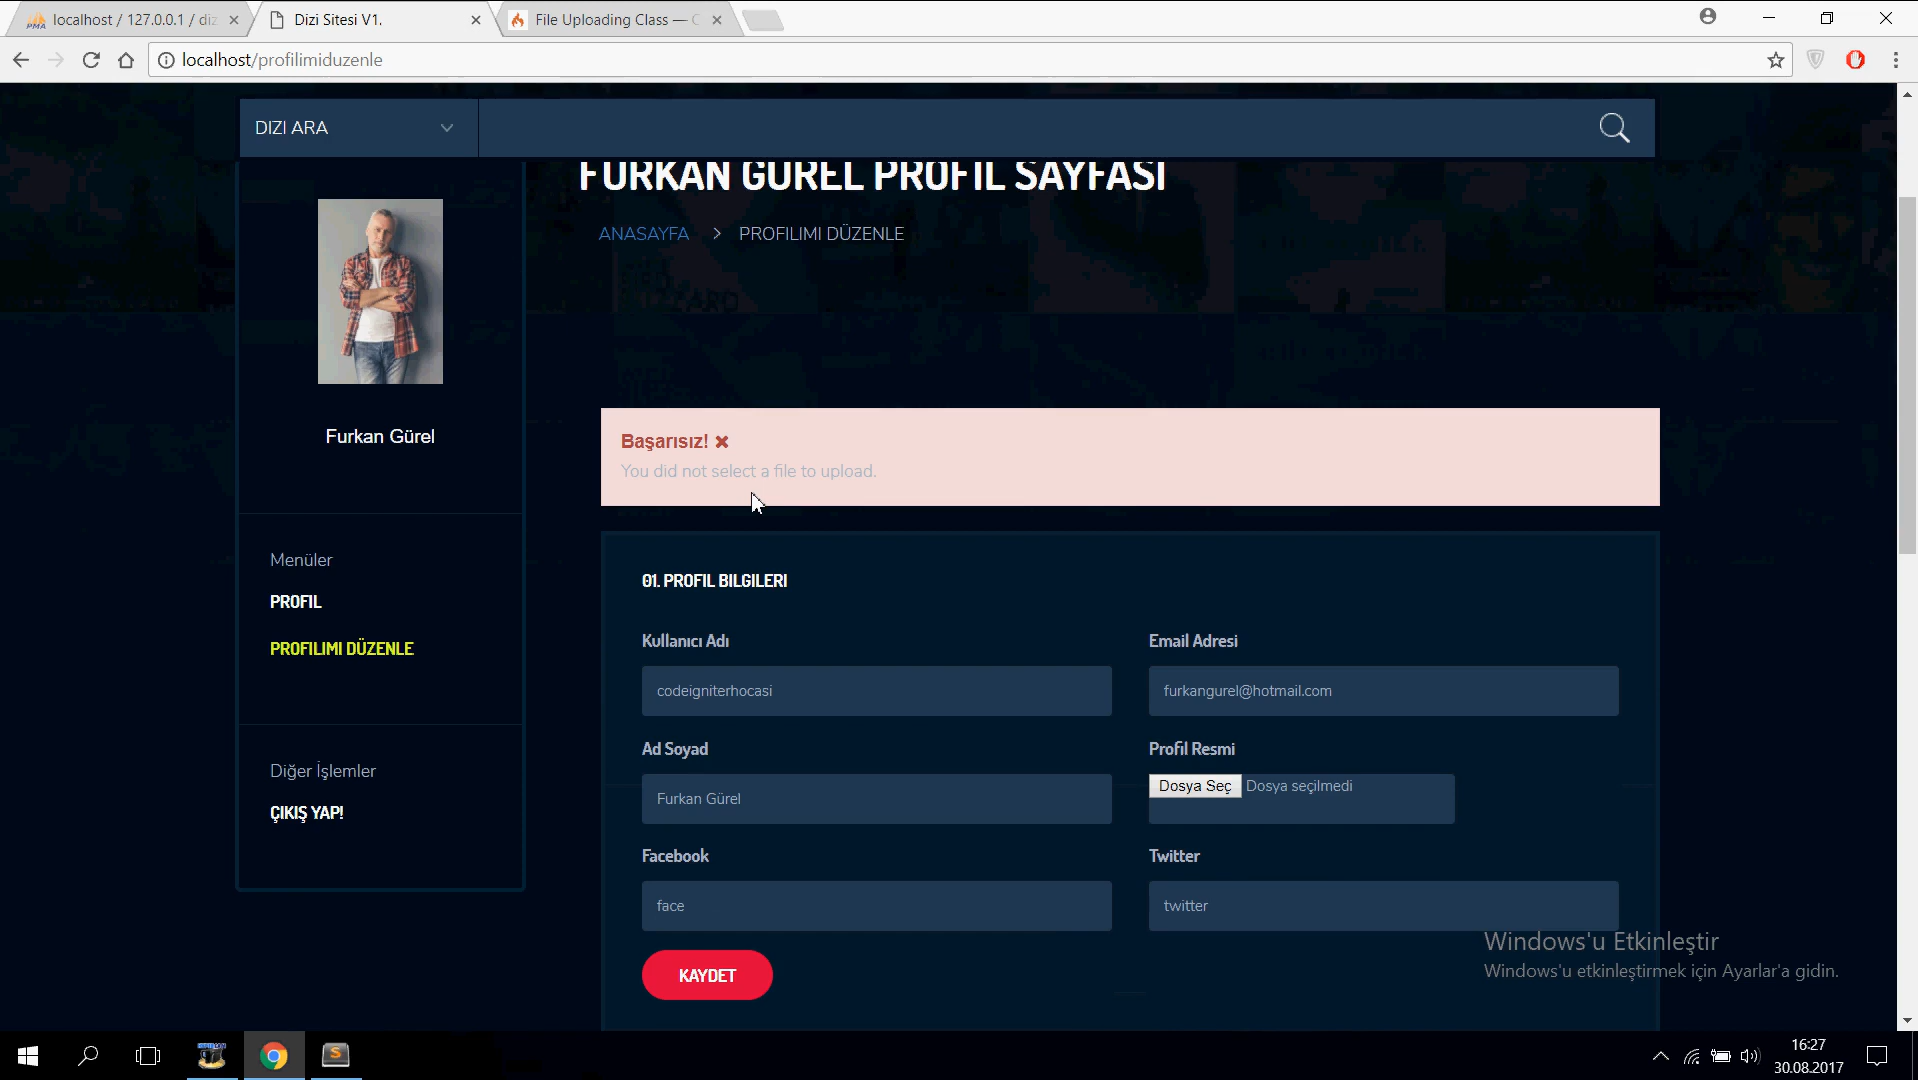 localhost / 127.0.0.1 / diz
Dizi Sitesi V1.
File Uploading Class — C
localhost/profilimiduzenle
DIZI ARA
FURKAN GÜREL PROFIL SAYFASI
ANASAYFA > PROFILIMI DÜZENLE
Furkan Gürel
Menüler
PROFIL
PROFILIMI DÜZENLE
Diğer İşlemler
ÇIKIŞ YAP!
Başarısız! ✖
You did not select a file to upload.
01. PROFIL BILGILERI
Kullanıcı Adı
Email Adresi
codeigniterhocasi
furkangurel@hotmail.com
Ad Soyad
Profil Resmi
Furkan Gürel
Dosya Seç Dosya seçilmedi
Facebook
Twitter
face
twitter
KAYDET
Windows'u Etkinleştir
Windows'u etkinleştirmek için Ayarlar'a gidin.
16:27
30.08.2017